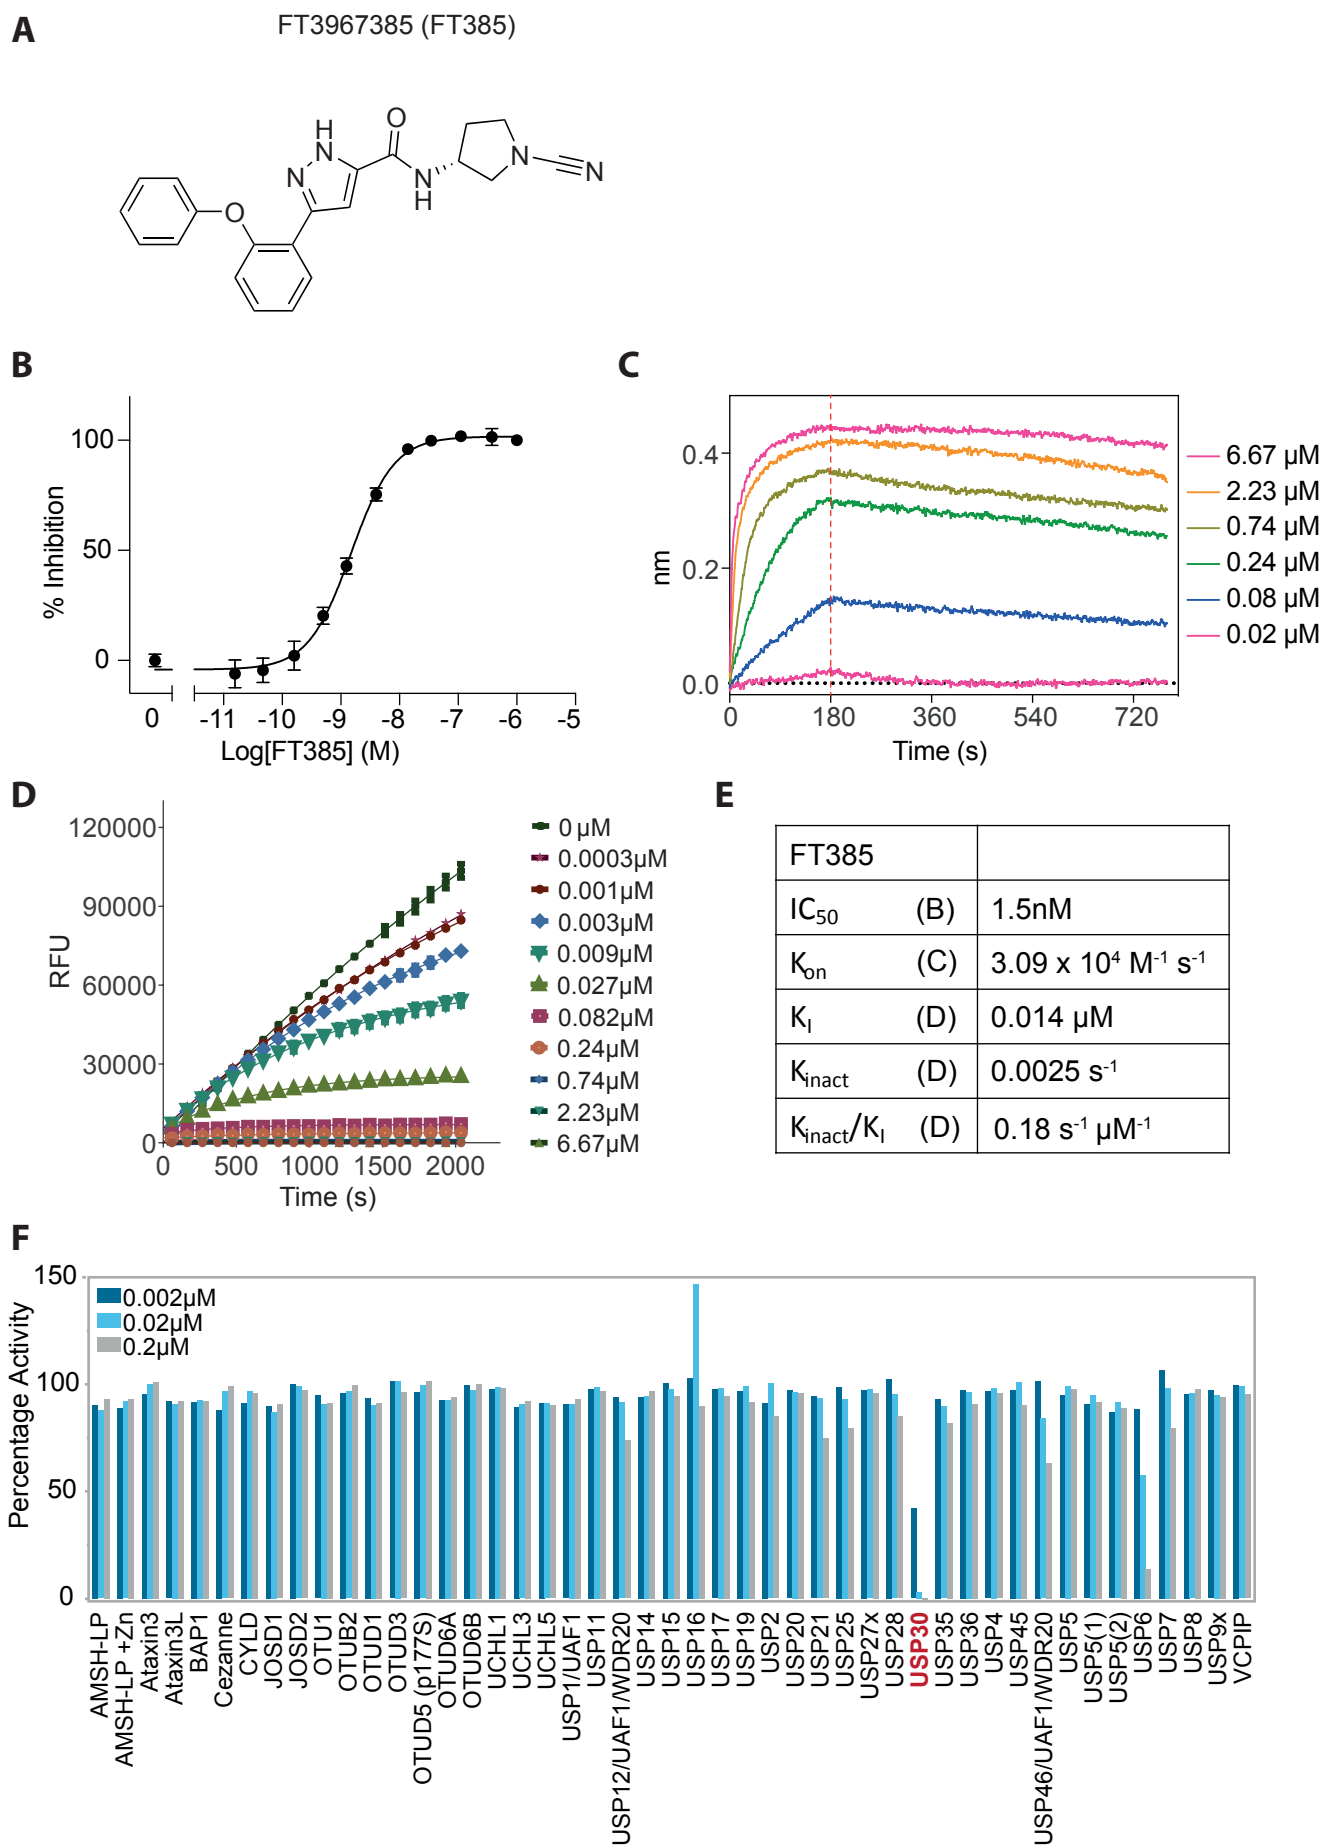 A
FT3967385 (FT385)
H
N
N
O
N
H
N
N
O
B
% Inhibition
100
50
0
0
-11
-10
-9
-8
-7
-6
-5
Log[FT385] (M)
C
nm
0.4
0.2
0.0
0
180
360
540
720
Time (s)
6.67 µM
2.23 µM
0.74 µM
0.24 µM
0.08 µM
0.02 µM
D
RFU
120000
90000
60000
30000
0
0
500
1000
1500
2000
Time (s)
0 µM
0.0003µM
0.001µM
0.003µM
0.009µM
0.027µM
0.082µM
0.24µM
0.74µM
2.23µM
6.67µM
E
FT385
IC50 (B) 1.5nM
Kon (C) 3.09 x 10⁴ M⁻¹ s⁻¹
KI (D) 0.014 µM
Kinact (D) 0.0025 s⁻¹
Kinact/KI (D) 0.18 s⁻¹ µM⁻¹
F
Percentage Activity
150
100
50
0
0.002µM
0.02µM
0.2µM
AMSH-LP
AMSH-LP +Zn
Ataxin3
Ataxin3L
BAP1
Cezanne
CYLD
JOSD1
JOSD2
OTU1
OTUB2
OTUD1
OTUD3
OTUD5 (p177S)
OTUD6A
OTUD6B
UCHL1
UCHL3
UCHL5
USP1/UAF1
USP11
USP12/UAF1/WDR20
USP14
USP15
USP16
USP17
USP19
USP2
USP20
USP21
USP25
USP27x
USP28
USP30
USP35
USP36
USP4
USP45
USP46/UAF1/WDR20
USP5
USP5(1)
USP5(2)
USP6
USP7
USP8
USP9x
VCPIP